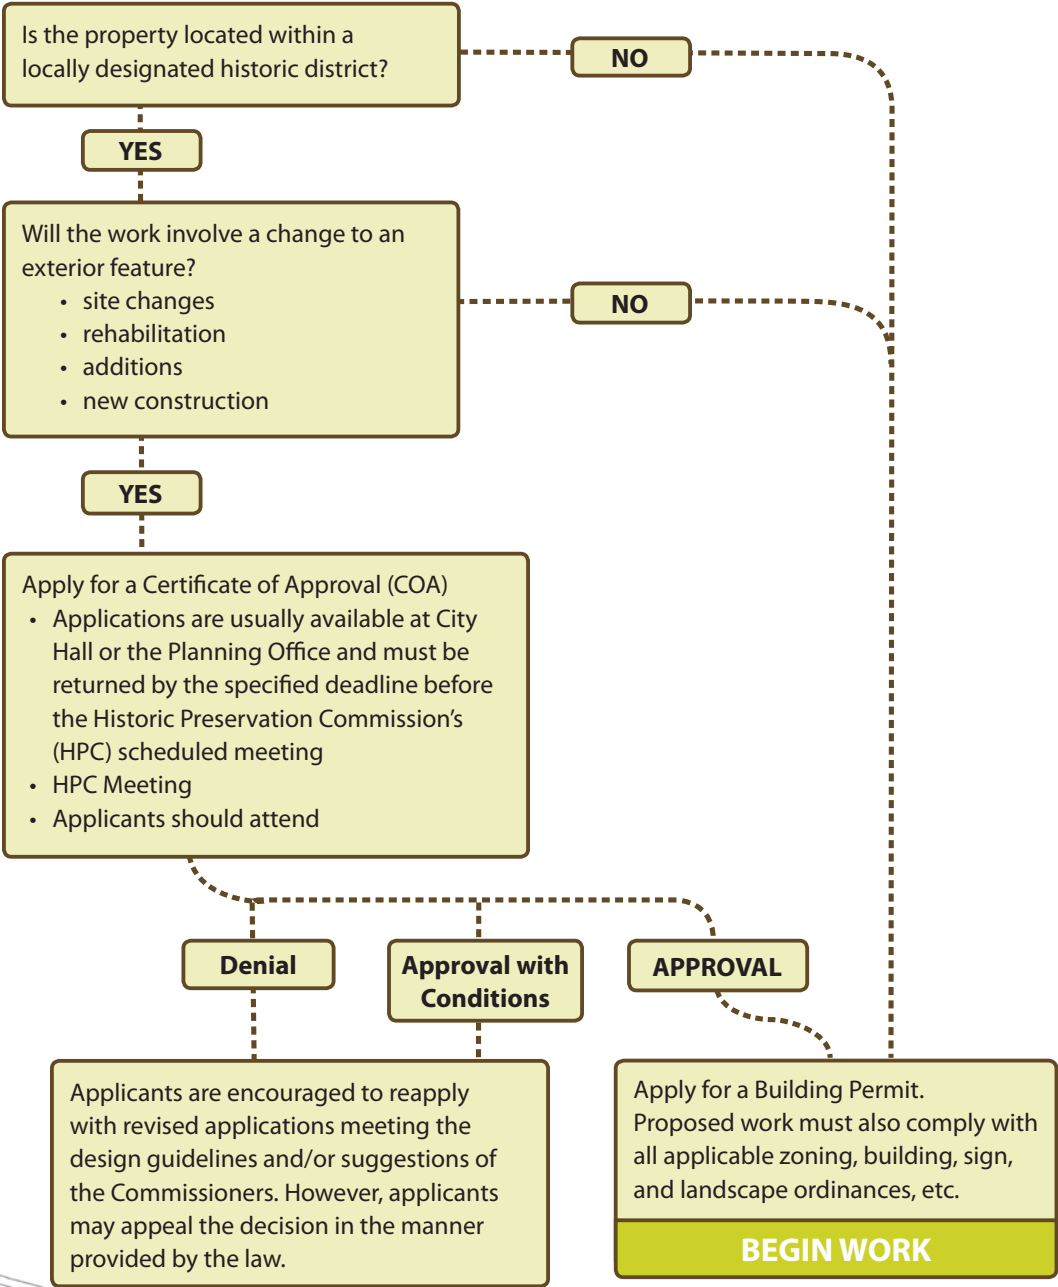 Is the property located within a
locally designated historic district?
NO
YES
Will the work involve a change to an
exterior feature?
• site changes
• rehabilitation
• additions
• new construction
NO
YES
Apply for a Certificate of Approval (COA)
• Applications are usually available at City
Hall or the Planning Office and must be
returned by the specified deadline before
the Historic Preservation Commission's
(HPC) scheduled meeting
• HPC Meeting
• Applicants should attend
Denial
Approval with
Conditions
APPROVAL
Applicants are encouraged to reapply
with revised applications meeting the
design guidelines and/or suggestions of
the Commissioners. However, applicants
may appeal the decision in the manner
provided by the law.
Apply for a Building Permit.
Proposed work must also comply with
all applicable zoning, building, sign,
and landscape ordinances, etc.
BEGIN WORK